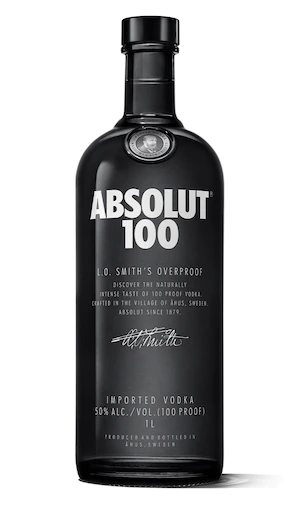 ABSOLUT®
100
L.O. SMITH'S OVERPROOF
DISCOVER THE NATURALLY
INTENSE TASTE OF 100 PROOF VODKA.
CRAFTED IN THE VILLAGE OF ÅHUS, SWEDEN.
ABSOLUT SINCE 1879.
IMPORTED VODKA
50% ALC./VOL.(100 PROOF)
1L
PRODUCED AND BOTTLED IN
ÅHUS, SWEDEN